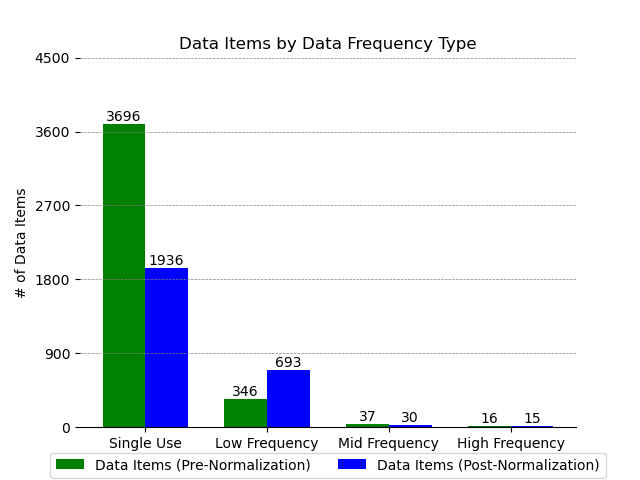 Data Items by Data Frequency Type
4500
3600
2700
1800
900
0
# of Data Items
3696
1936
346
693
37
30
16
15
Single Use
Low Frequency
Mid Frequency
High Frequency
Data Items (Pre-Normalization)
Data Items (Post-Normalization)